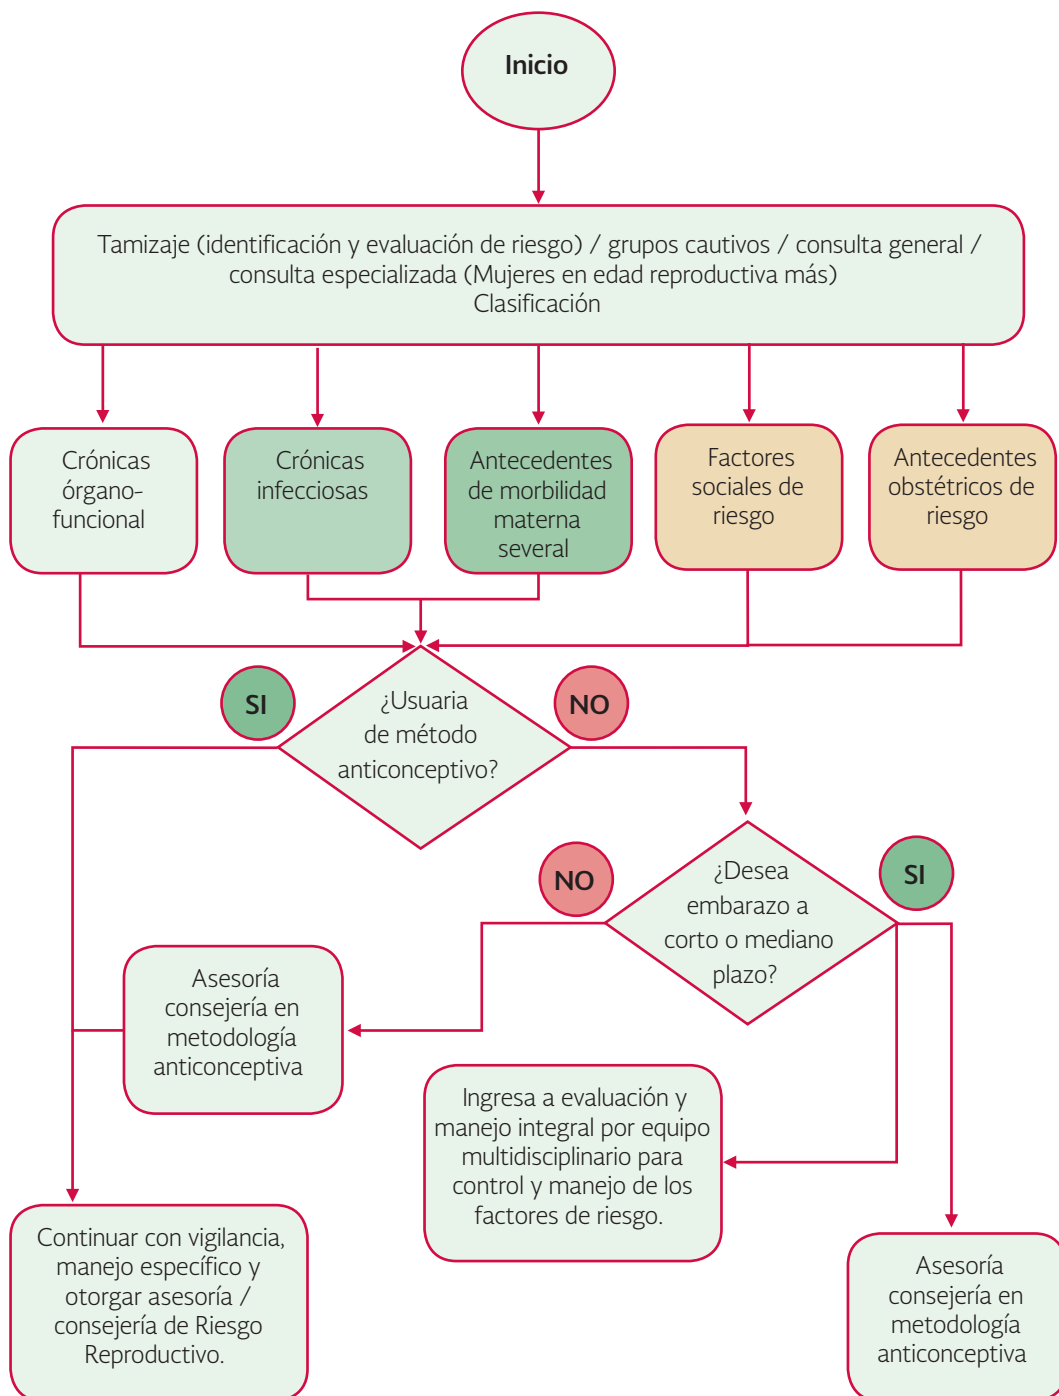 Inicio
Tamizaje (identificación y evaluación de riesgo) / grupos cautivos / consulta general /
consulta especializada (Mujeres en edad reproductiva más)
Clasificación
Crónicas
órgano-
funcional
Crónicas
infecciosas
Antecedentes
de morbilidad
materna
several
Factores
sociales de
riesgo
Antecedentes
obstétricos de
riesgo
SI
¿Usuaria
de método
anticonceptivo?
NO
NO
¿Desea
embarazo a
corto o mediano
plazo?
SI
Asesoría
consejería en
metodología
anticonceptiva
Ingresa a evaluación y
manejo integral por equipo
multidisciplinario para
control y manejo de los
factores de riesgo.
Continuar con vigilancia,
manejo específico y
otorgar asesoría /
consejería de Riesgo
Reproductivo.
Asesoría
consejería en
metodología
anticonceptiva